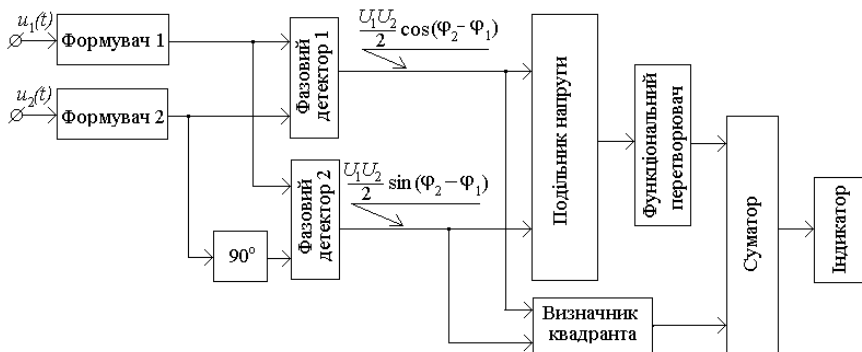 u₁(t)
Формувач 1
u₂(t)
Формувач 2
90°
Фазовий
детектор 1
Фазовий
детектор 2
U₁U₂/2 cos(φ₂−φ₁)
U₁U₂/2 sin(φ₂−φ₁)
Подільник напруги
Функціональний
перетворювач
Визначник
квадранта
Суматор
Індикатор